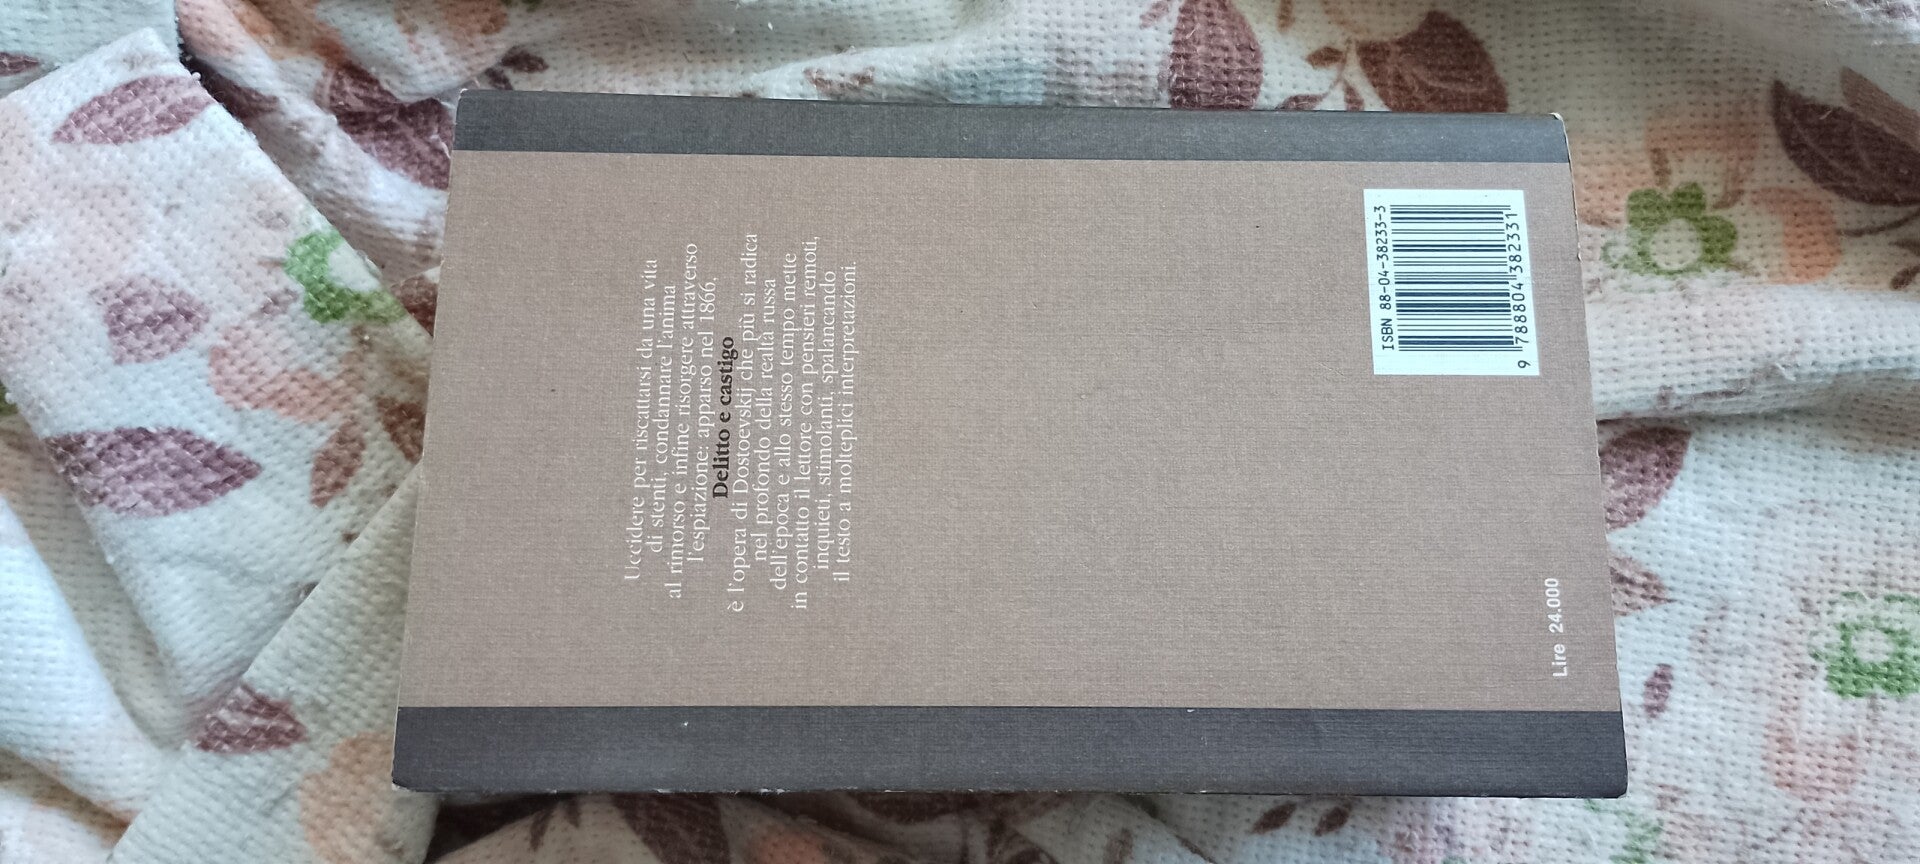 Uccidere per riscattarsi da una vita
di stenti, condannare l'anima
al rimorso e infine risorgere attraverso
l'espiazione: apparso nel 1866,
Delitto e castigo
è l'opera di Dostoevskij che più si radica
nel profondo della realtà russa
dell'epoca e allo stesso tempo mette
in contatto il lettore con pensieri remoti,
inquieti, stimolanti, spalancando
il testo a molteplici interpretazioni.
Lire 24.000
ISBN 88-04-38233-3
9 788804 382331